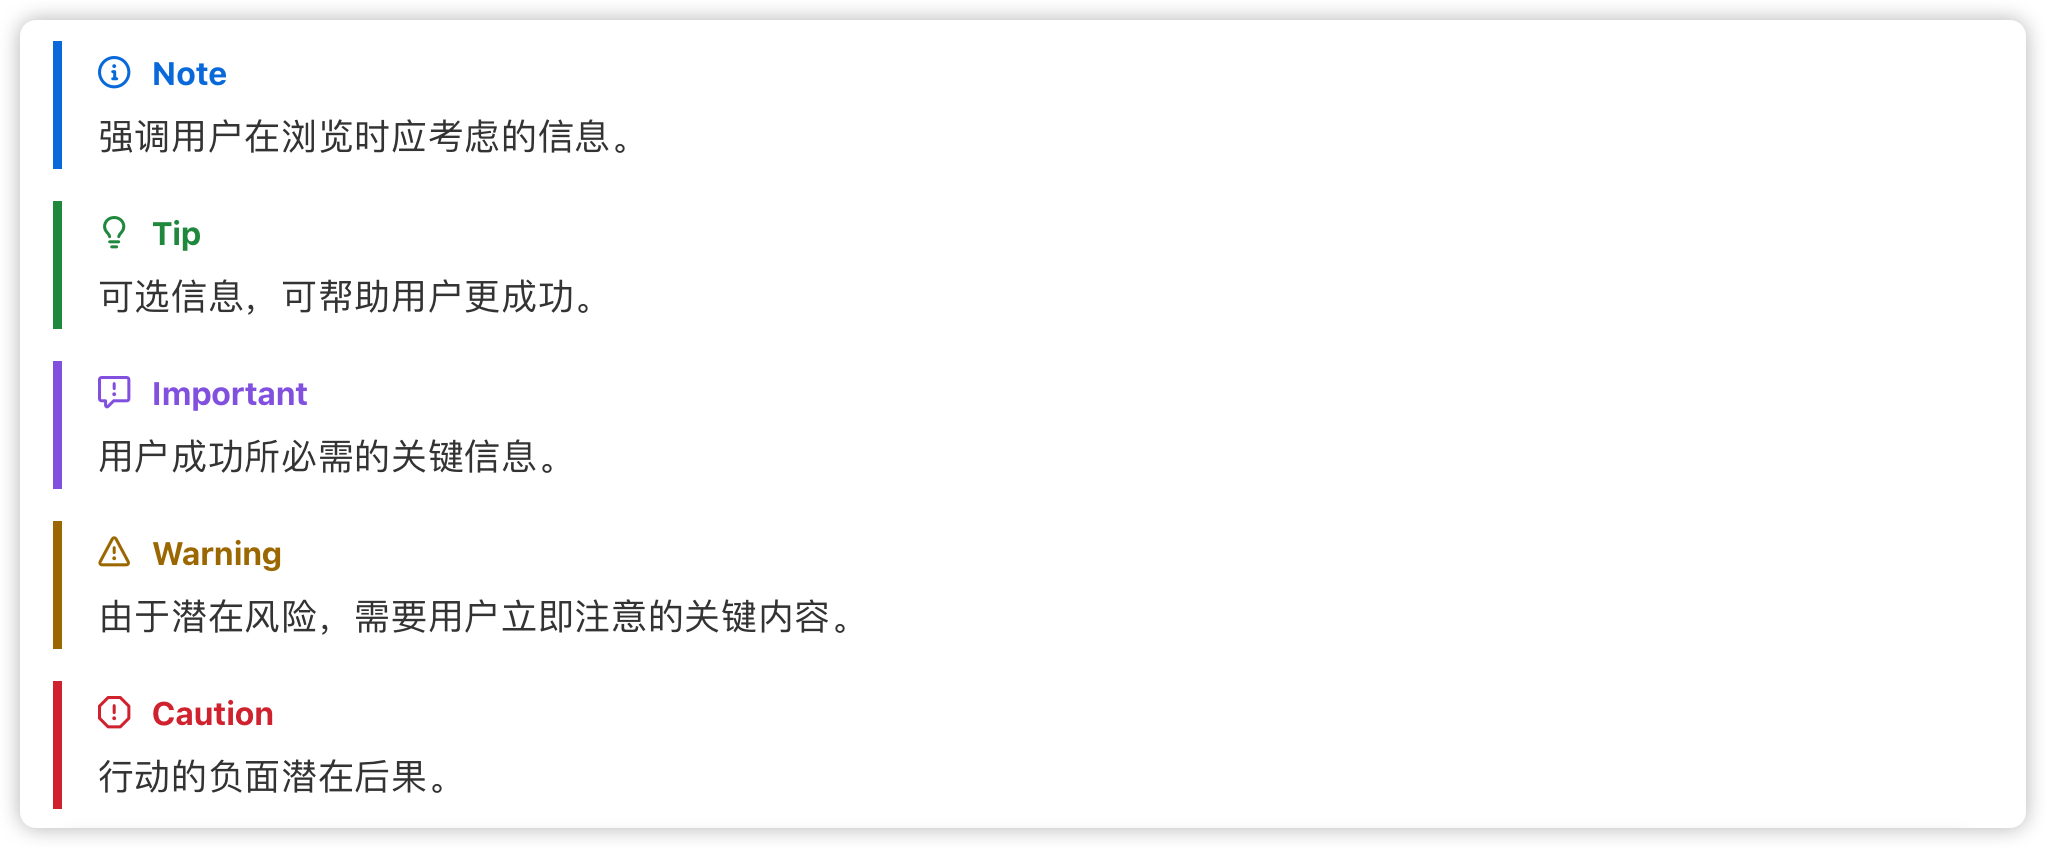 Note
强调用户在浏览时应考虑的信息。
Tip
可选信息，可帮助用户更成功。
Important
用户成功所必需的关键信息。
Warning
由于潜在风险，需要用户立即注意的关键内容。
Caution
行动的负面潜在后果。